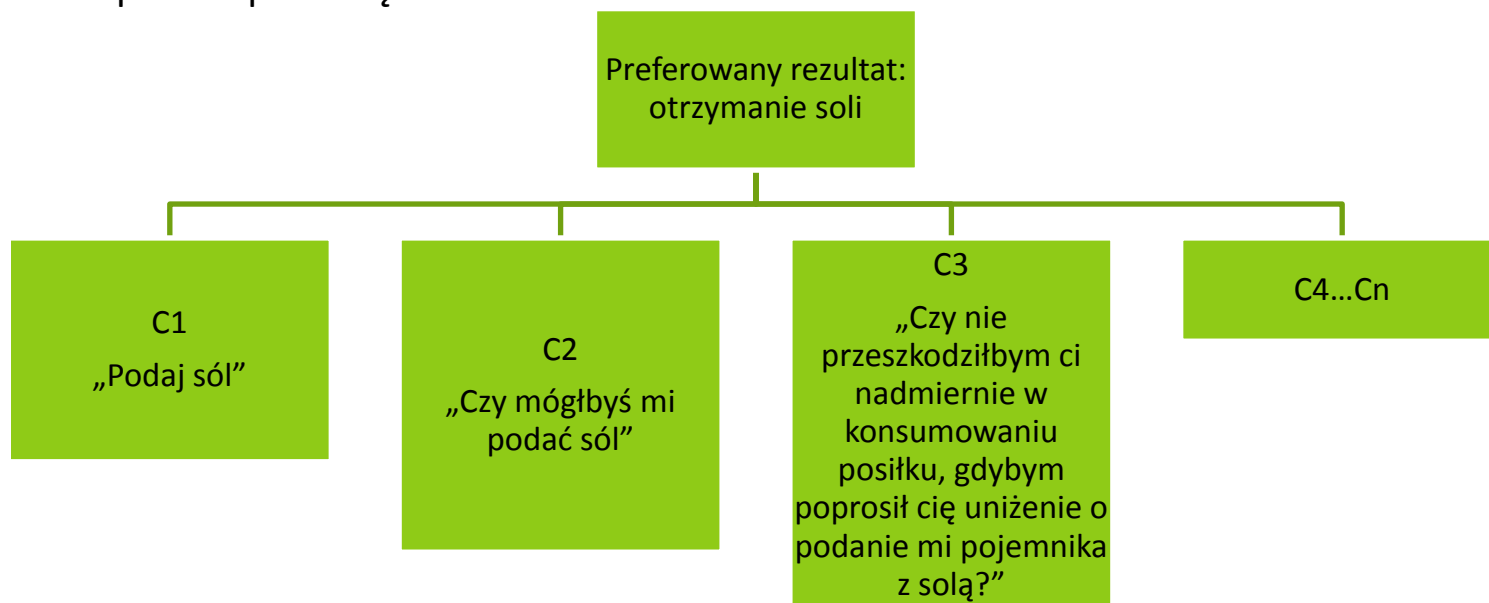 Preferowany rezultat:
otrzymanie soli
C1
„Podaj sól”
C2
„Czy mógłbyś mi
podać sól”
C3
„Czy nie
przeszkodziłbym ci
nadmiernie w
konsumowaniu
posiłku, gdybym
poprosił cię uniżenie o
podanie mi pojemnika
z solą?”
C4…Cn